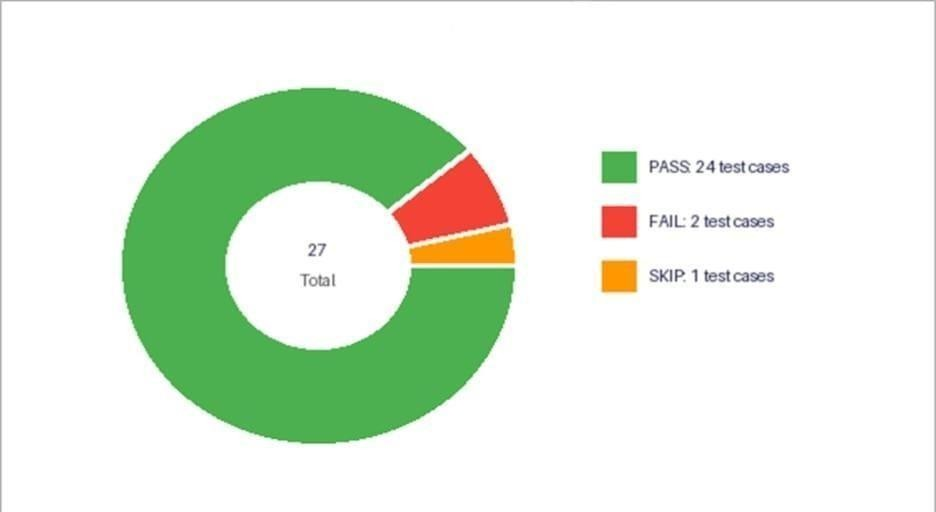 27
Total
PASS: 24 test cases
FAIL: 2 test cases
SKIP: 1 test cases